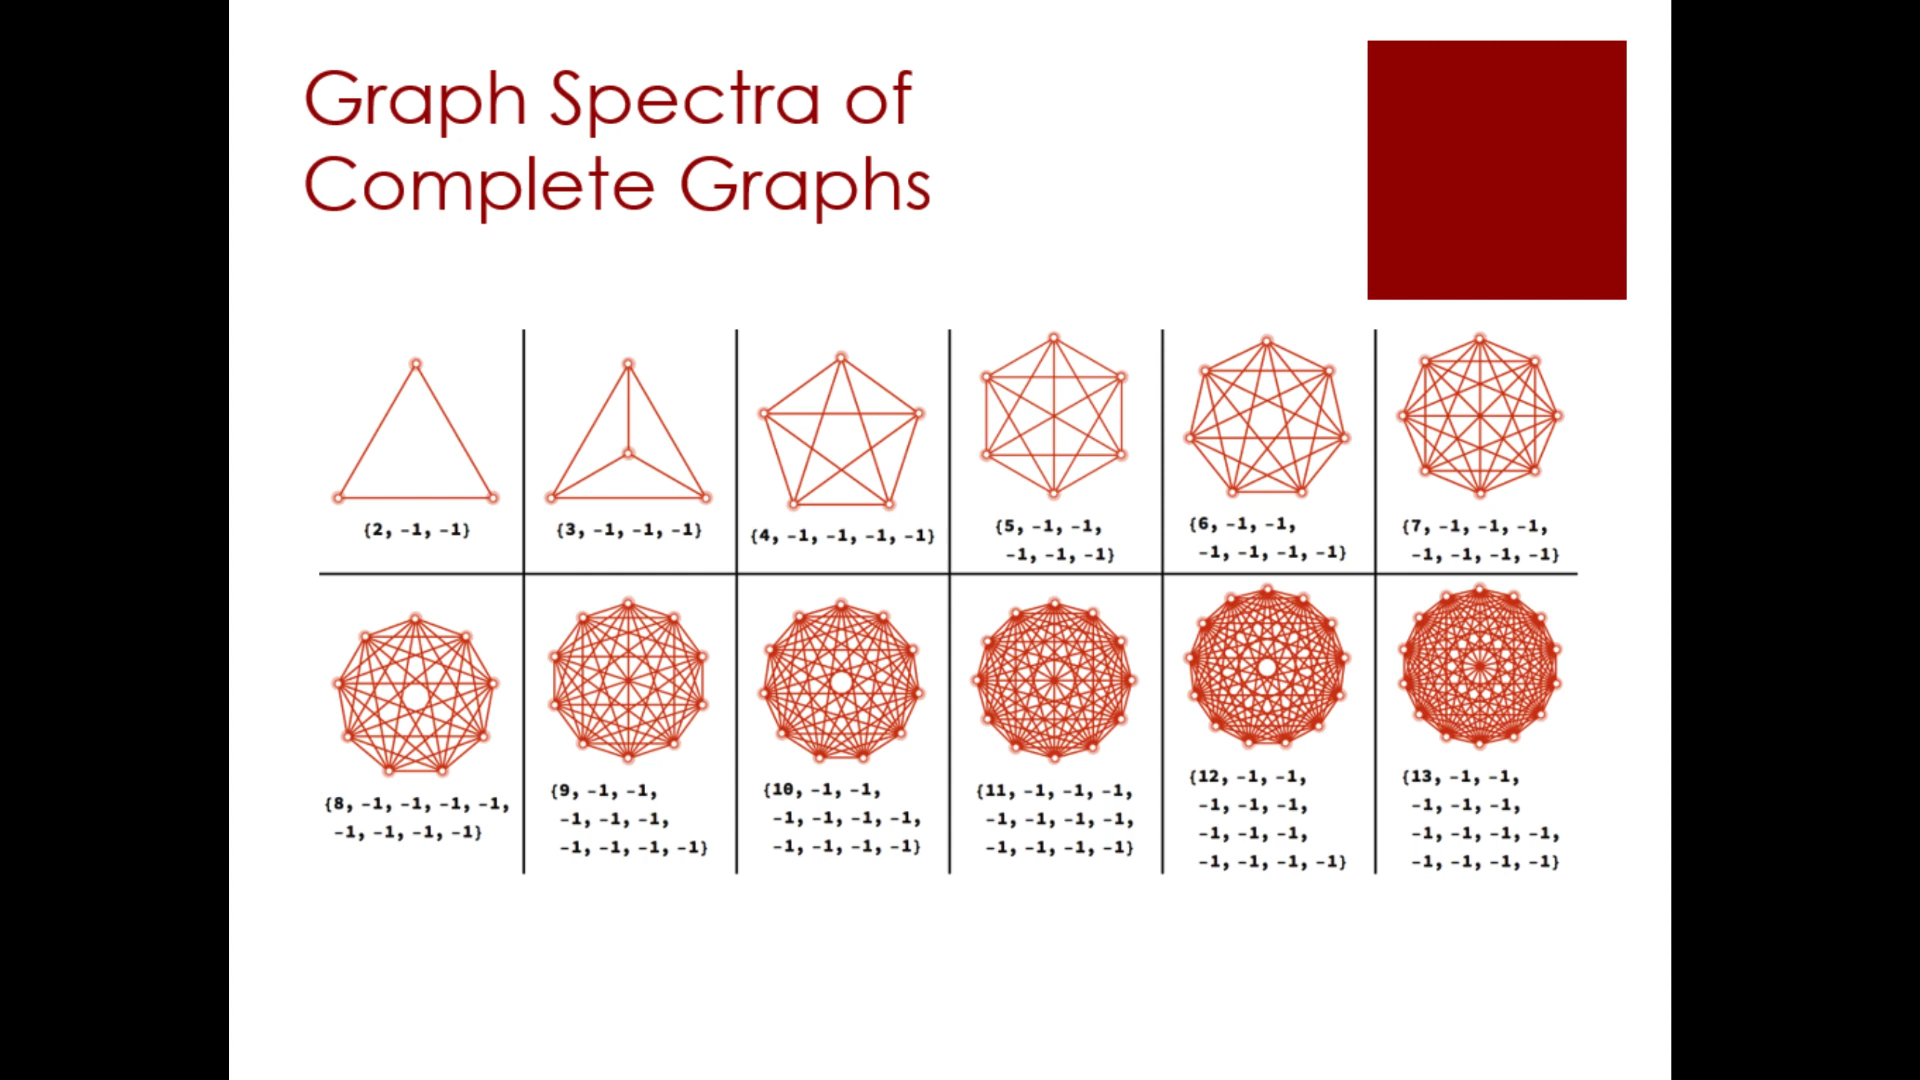 Graph Spectra of
Complete Graphs
{2, -1, -1}
{3, -1, -1, -1}
{4, -1, -1, -1, -1}
{5, -1, -1,
-1, -1, -1}
{6, -1, -1,
-1, -1, -1, -1}
{7, -1, -1, -1,
-1, -1, -1, -1}
{8, -1, -1, -1, -1,
-1, -1, -1, -1}
{9, -1, -1,
-1, -1, -1,
-1, -1, -1, -1}
{10, -1, -1,
-1, -1, -1, -1,
-1, -1, -1, -1}
{11, -1, -1, -1,
-1, -1, -1, -1,
-1, -1, -1, -1}
{12, -1, -1,
-1, -1, -1,
-1, -1, -1,
-1, -1, -1, -1}
{13, -1, -1,
-1, -1, -1,
-1, -1, -1, -1,
-1, -1, -1, -1}